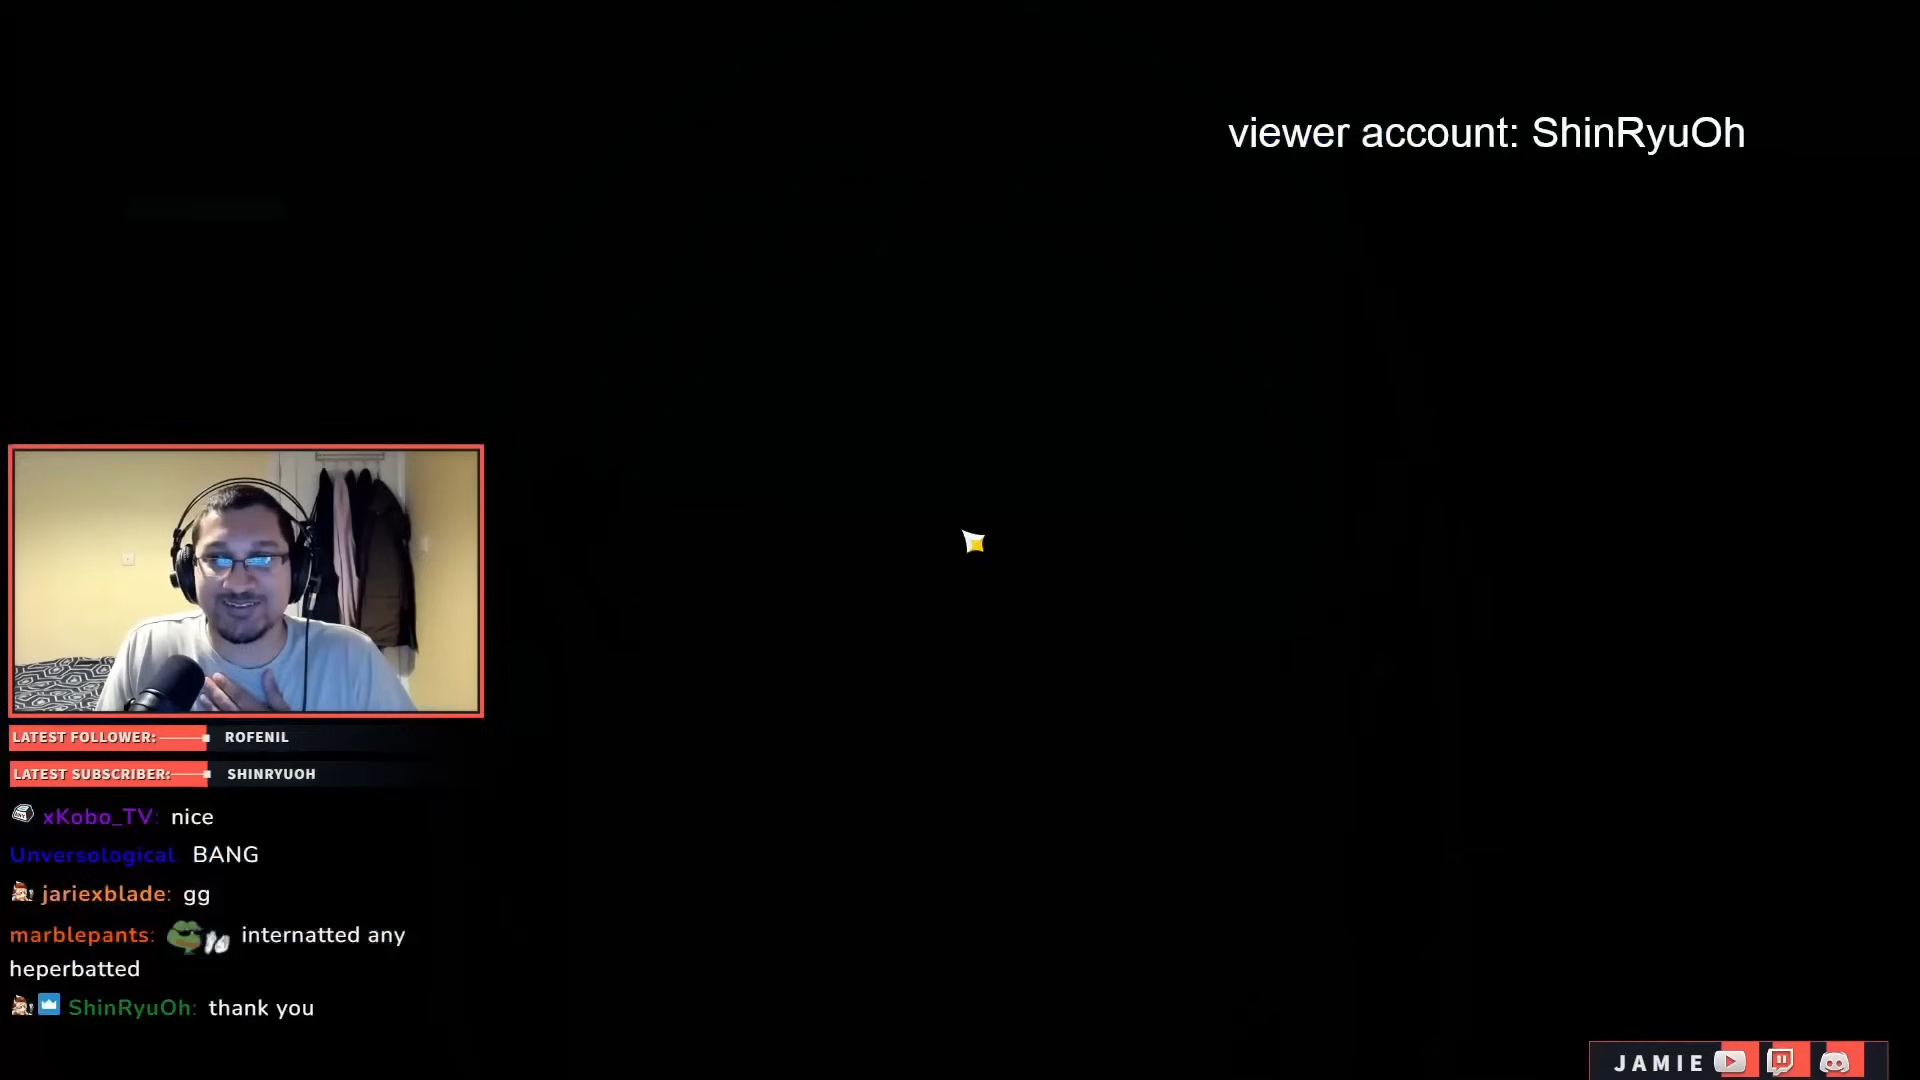 viewer account: ShinRyuOh
LATEST FOLLOWER: ROFENIL
LATEST SUBSCRIBER: SHINRYUOH
xKobo_TV: nice
Unversological: BANG
jariexblade: gg
marblepants: internatted any
heperbatted
ShinRyuOh: thank you
JAMIE